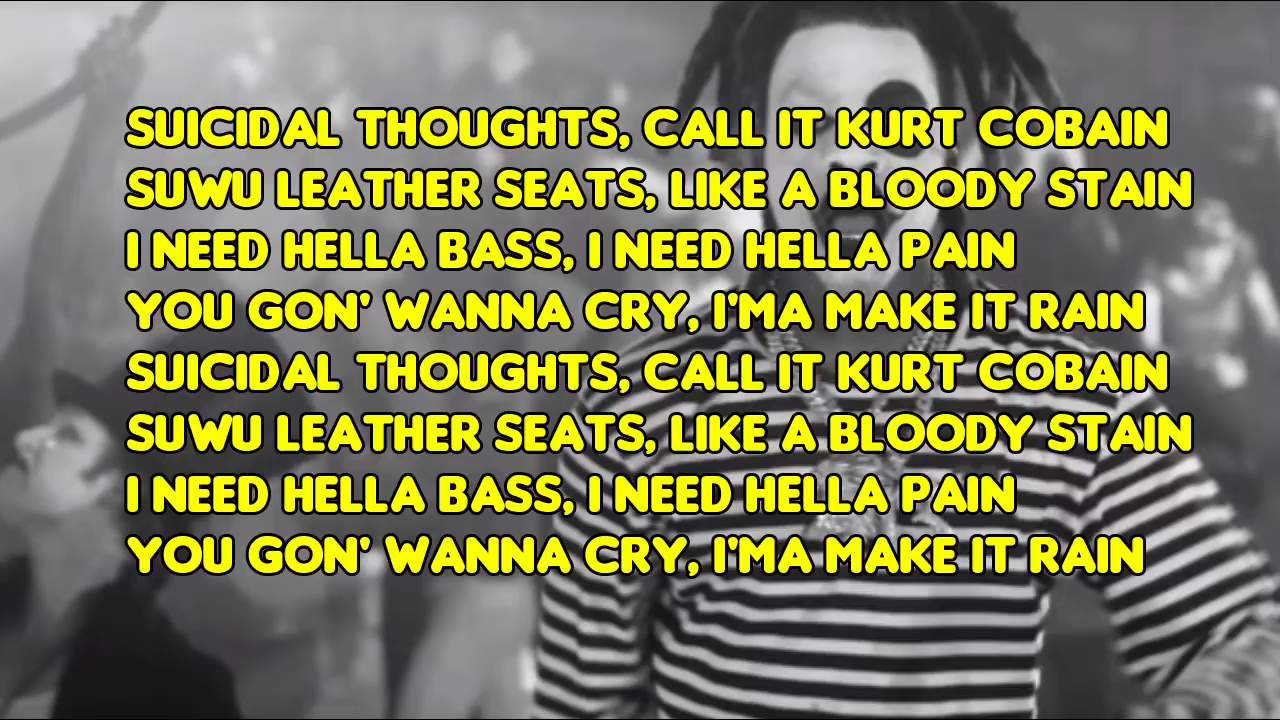 SUICIDAL THOUGHTS, CALL IT KURT COBAIN
SUWU LEATHER SEATS, LIKE A BLOODY STAIN
I NEED HELLA BASS, I NEED HELLA PAIN
YOU GON' WANNA CRY, I'MA MAKE IT RAIN
SUICIDAL THOUGHTS, CALL IT KURT COBAIN
SUWU LEATHER SEATS, LIKE A BLOODY STAIN
I NEED HELLA BASS, I NEED HELLA PAIN
YOU GON' WANNA CRY, I'MA MAKE IT RAIN